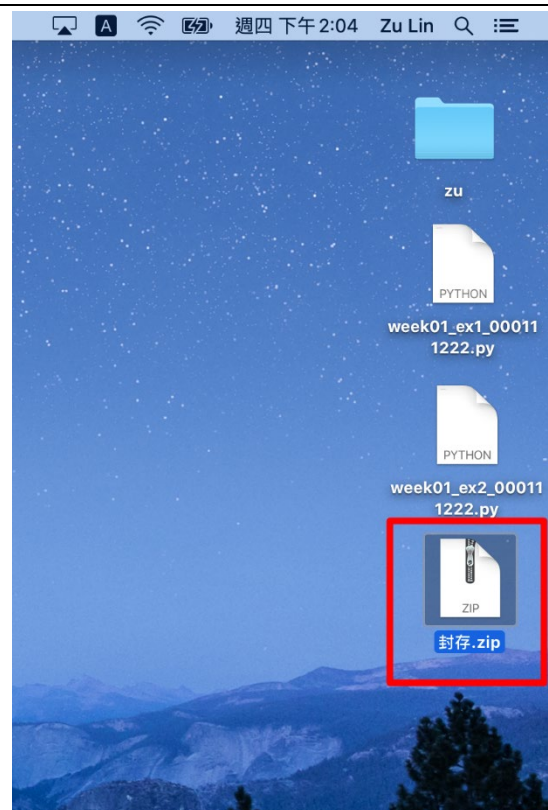 A 週四 下午2:04 Zu Lin
zu
PYTHON
week01_ex1_00011
1222.py
PYTHON
week01_ex2_00011
1222.py
ZIP
封存.zip